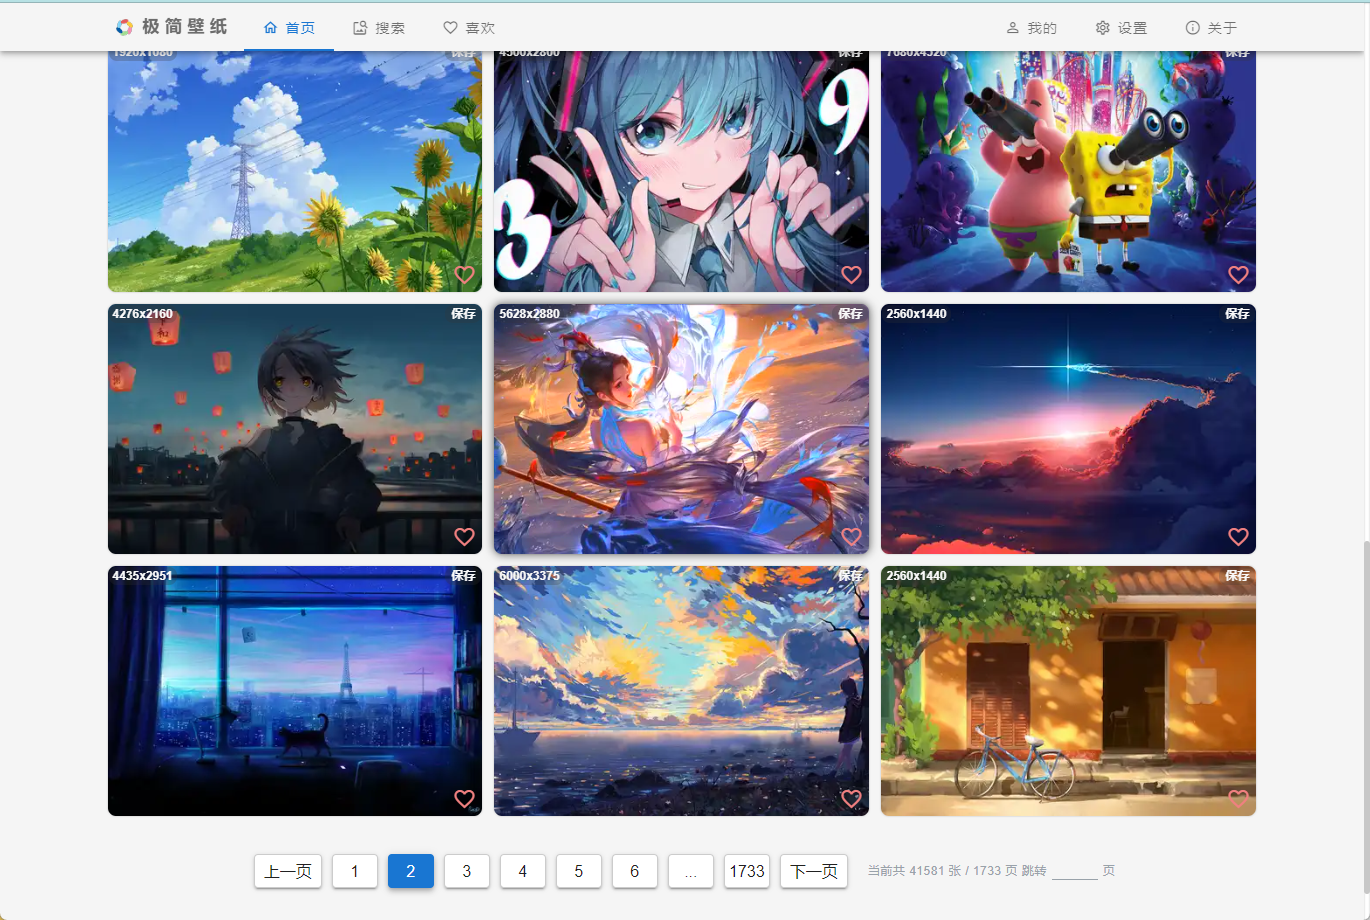 极简壁纸 首页 搜索 喜欢 我的 设置 关于
1920x1080 保存 4500x2800 保存 7680x4320 保存
3 9
4276x2160 保存 5628x2880 保存 2560x1440 保存
4435x2951 保存 6000x3375 保存 2560x1440 保存
上一页 1 2 3 4 5 6 ... 1733 下一页 当前共 41581 张 / 1733 页 跳转 页